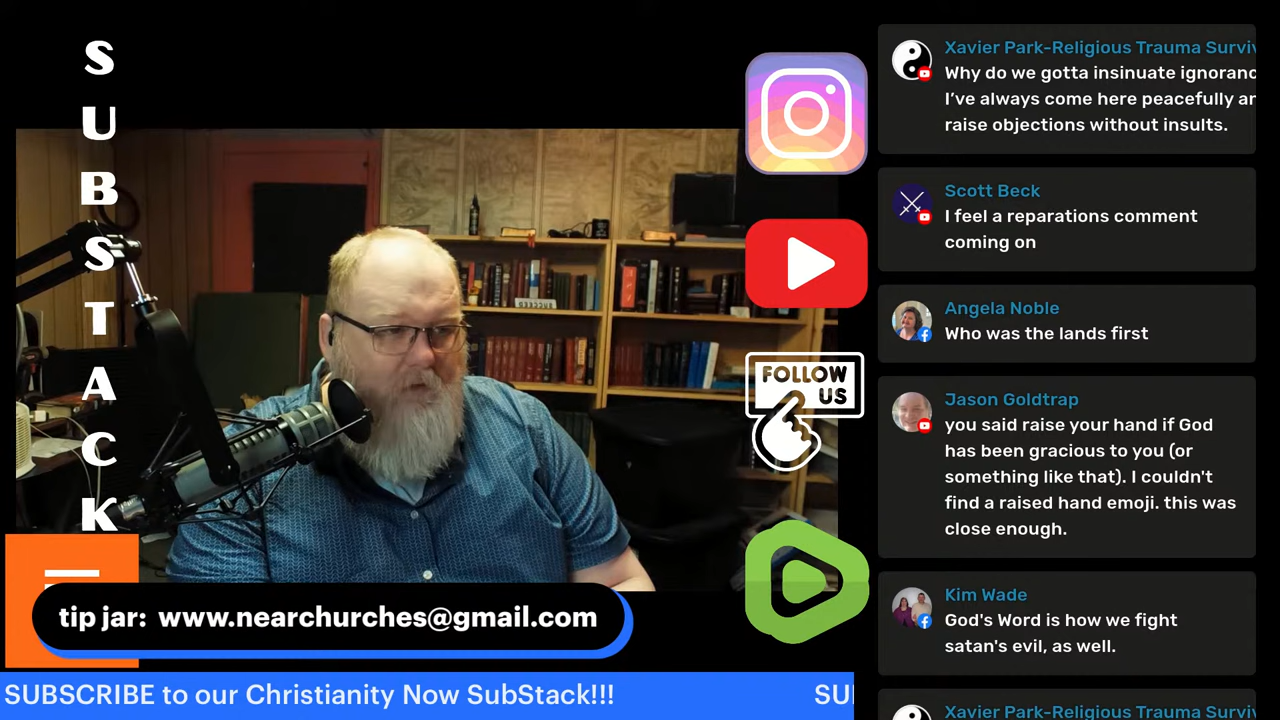 SUBSTACK
FOLLOW
US
SUCCEED
Xavier Park-Religious Trauma Surviv
Why do we gotta insinuate ignoranc
I've always come here peacefully an
raise objections without insults.
Scott Beck
I feel a reparations comment
coming on
Angela Noble
Who was the lands first
Jason Goldtrap
you said raise your hand if God
has been gracious to you (or
something like that). I couldn't
find a raised hand emoji. this was
close enough.
Kim Wade
God's Word is how we fight
satan's evil, as well.
Xavier Park-Religious Trauma Surviv
tip jar: www.nearchurches@gmail.com
SUBSCRIBE to our Christianity Now SubStack!!! SU